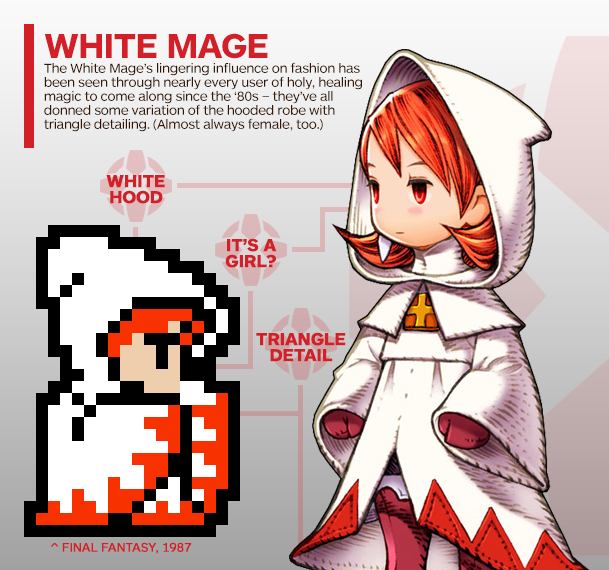 WHITE MAGE
The White Mage's lingering influence on fashion has
been seen through nearly every user of holy, healing
magic to come along since the ‘80s – they've all
donned some variation of the hooded robe with
triangle detailing. (Almost always female, too.)
WHITE
HOOD
IT'S A
GIRL?
TRIANGLE
DETAIL
^ FINAL FANTASY, 1987